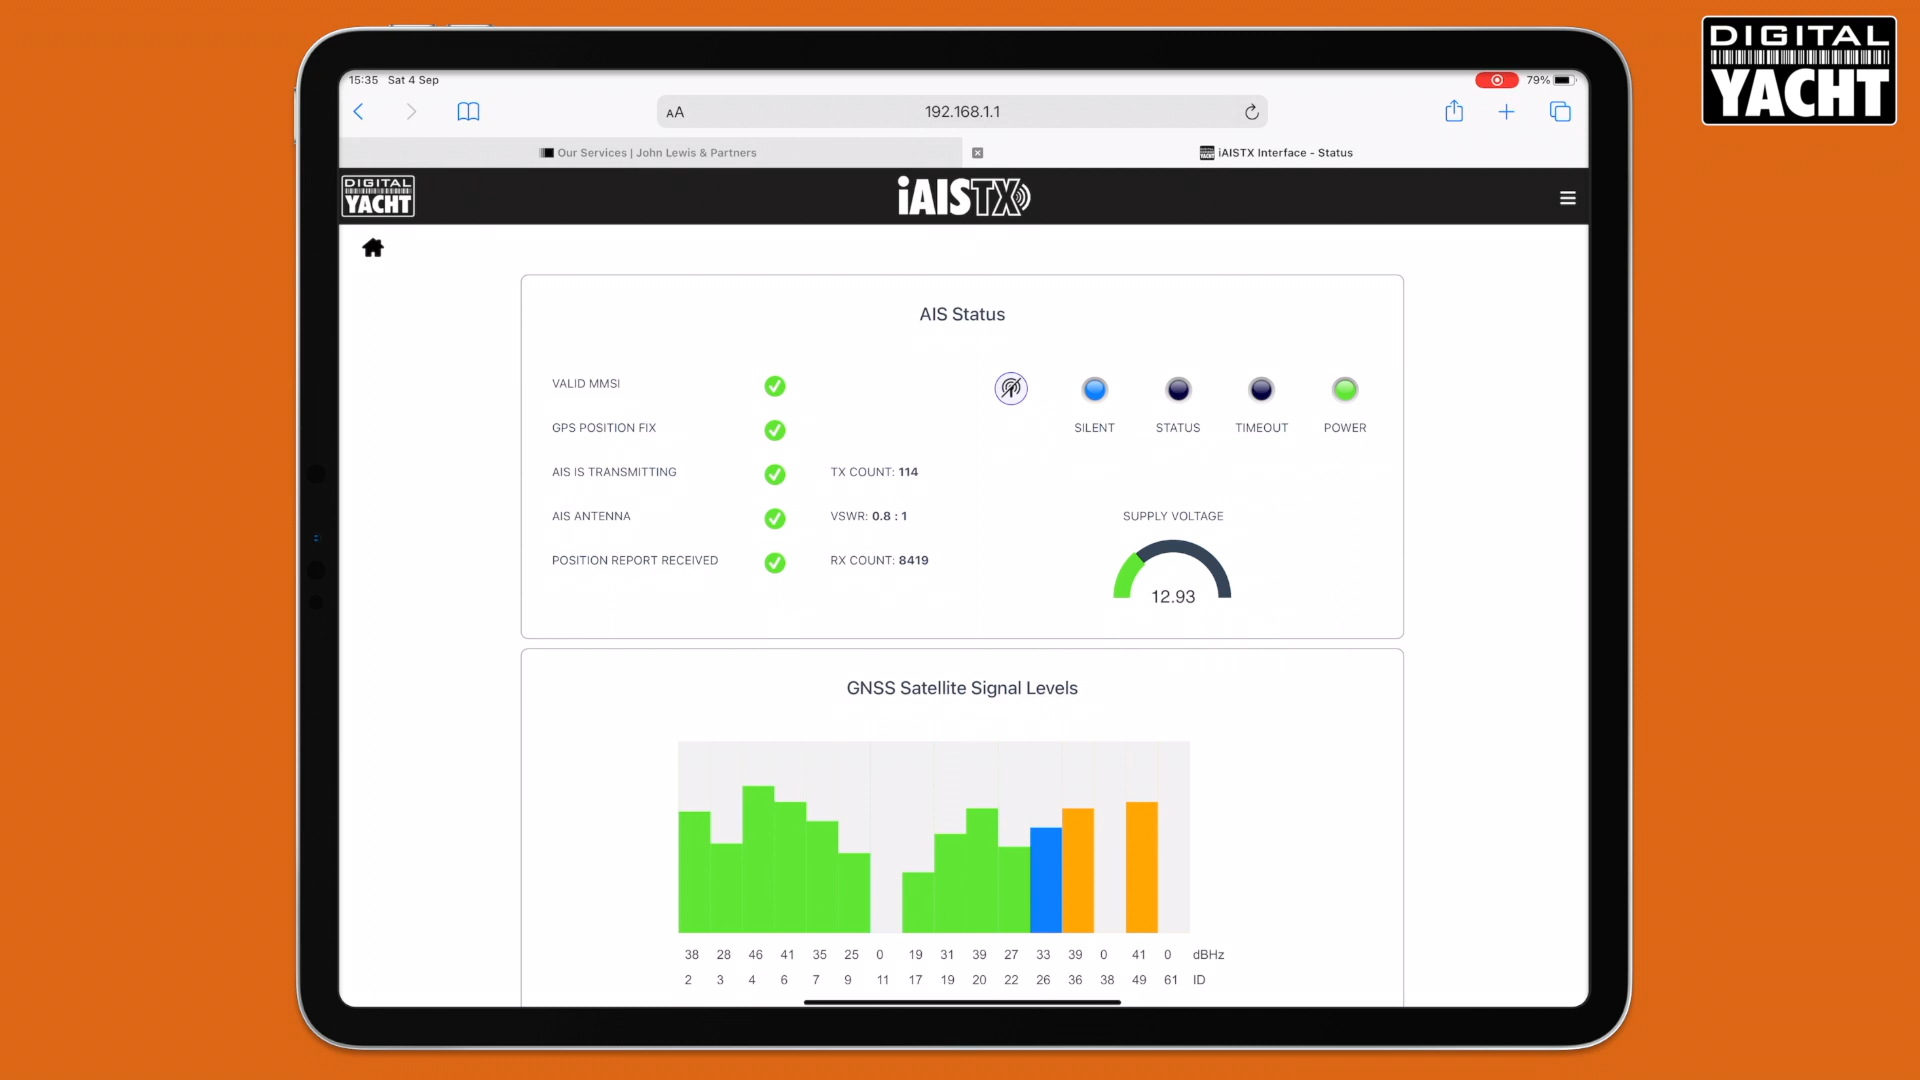 DIGITAL
YACHT
15:35 Sat 4 Sep
79%
AA
192.168.1.1
Our Services | John Lewis & Partners
iAISTX Interface - Status
DIGITAL
YACHT
iAISTX
AIS Status
VALID MMSI
GPS POSITION FIX
AIS IS TRANSMITTING
TX COUNT: 114
AIS ANTENNA
VSWR: 0.8 : 1
POSITION REPORT RECEIVED
RX COUNT: 8419
SILENT STATUS TIMEOUT POWER
SUPPLY VOLTAGE
12.93
GNSS Satellite Signal Levels
38 28 46 41 35 25 0 19 31 39 27 33 39 0 41 0 dBHz
2 3 4 6 7 9 11 17 19 20 22 26 36 38 49 61 ID